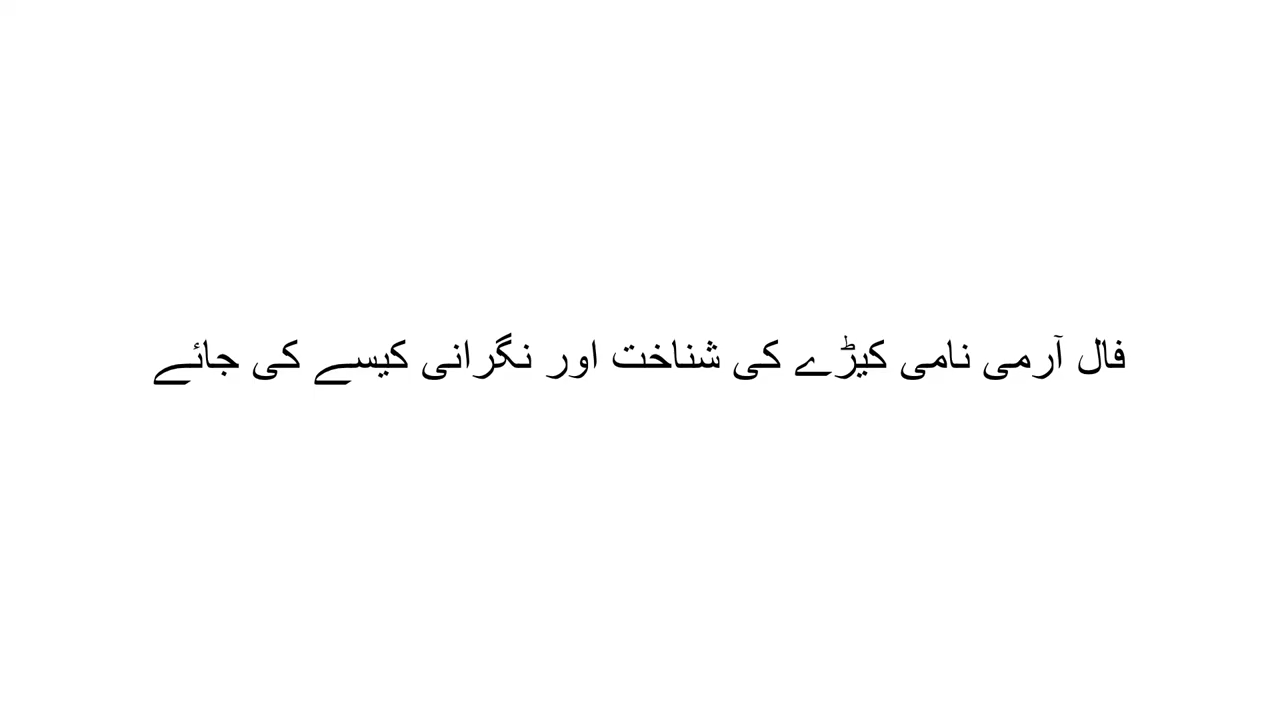 فال آرمی نامی کیڑے کی شناخت اور نگرانی کیسے کی جائے